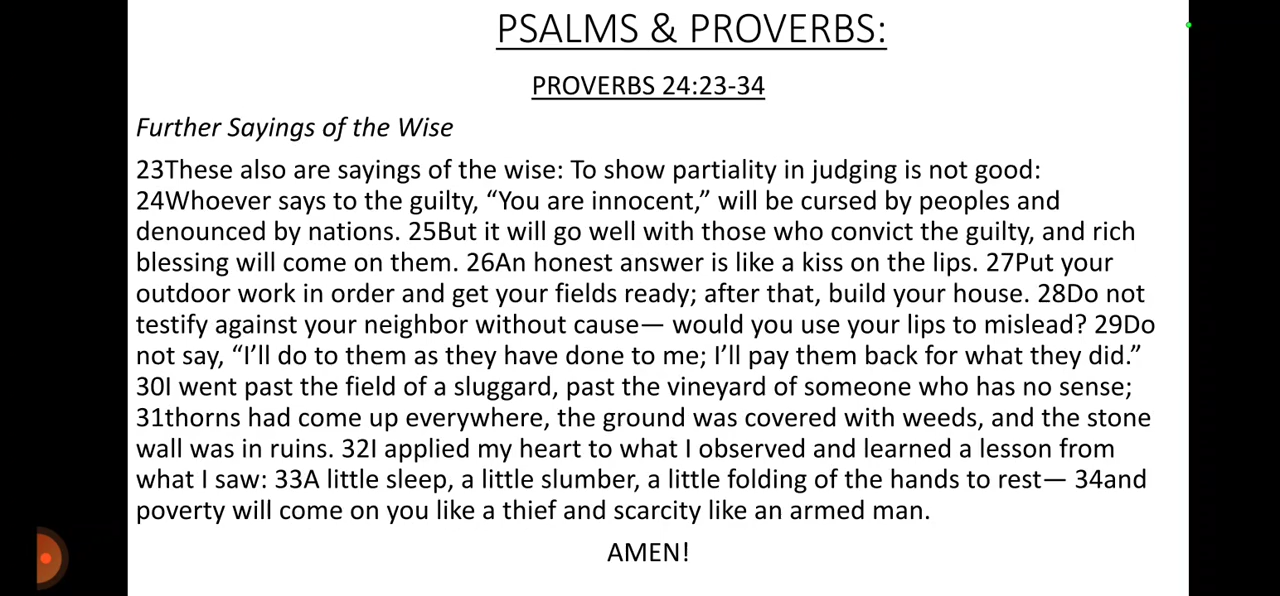 PSALMS & PROVERBS:
PROVERBS 24:23-34
Further Sayings of the Wise
23These also are sayings of the wise: To show partiality in judging is not good:
24Whoever says to the guilty, “You are innocent,” will be cursed by peoples and
denounced by nations. 25But it will go well with those who convict the guilty, and rich
blessing will come on them. 26An honest answer is like a kiss on the lips. 27Put your
outdoor work in order and get your fields ready; after that, build your house. 28Do not
testify against your neighbor without cause— would you use your lips to mislead? 29Do
not say, “I’ll do to them as they have done to me; I’ll pay them back for what they did.”
30I went past the field of a sluggard, past the vineyard of someone who has no sense;
31thorns had come up everywhere, the ground was covered with weeds, and the stone
wall was in ruins. 32I applied my heart to what I observed and learned a lesson from
what I saw: 33A little sleep, a little slumber, a little folding of the hands to rest— 34and
poverty will come on you like a thief and scarcity like an armed man.
AMEN!